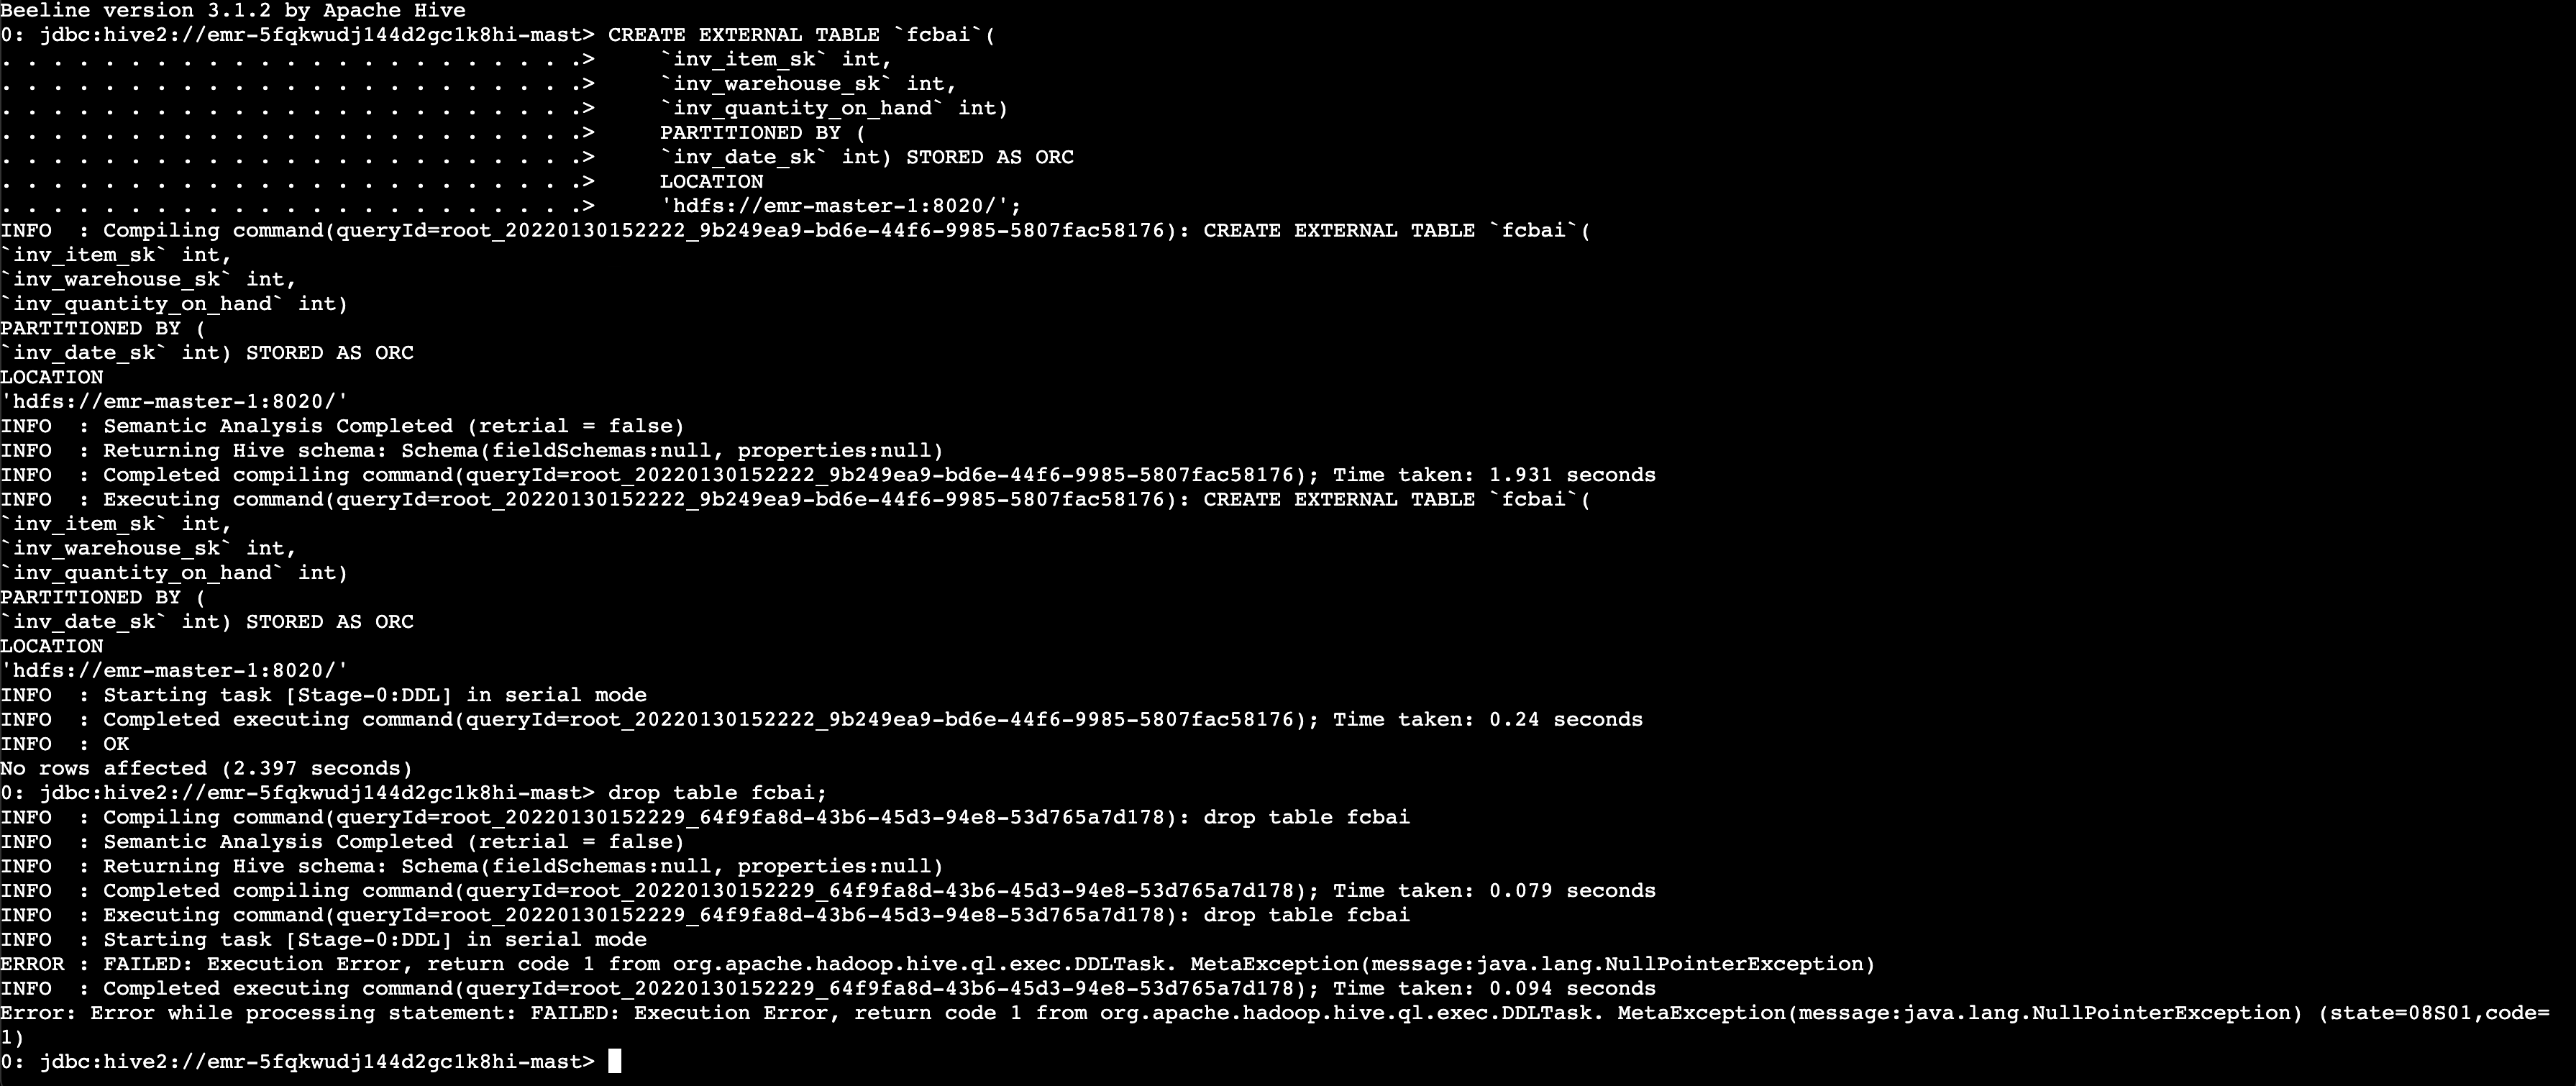 Beeline version 3.1.2 by Apache Hive
0: jdbc:hive2://emr-5fqkwudj144d2gc1k8hi-mast> CREATE EXTERNAL TABLE `fcbai`(
. . . . . . . . . . . . . . . . . . . . . . .>     `inv_item_sk` int,
. . . . . . . . . . . . . . . . . . . . . . .>     `inv_warehouse_sk` int,
. . . . . . . . . . . . . . . . . . . . . . .>     `inv_quantity_on_hand` int)
. . . . . . . . . . . . . . . . . . . . . . .>     PARTITIONED BY (
. . . . . . . . . . . . . . . . . . . . . . .>     `inv_date_sk` int) STORED AS ORC
. . . . . . . . . . . . . . . . . . . . . . .>     LOCATION
. . . . . . . . . . . . . . . . . . . . . . .>     'hdfs://emr-master-1:8020/';
INFO  : Compiling command(queryId=root_20220130152222_9b249ea9-bd6e-44f6-9985-5807fac58176): CREATE EXTERNAL TABLE `fcbai`(
`inv_item_sk` int,
`inv_warehouse_sk` int,
`inv_quantity_on_hand` int)
PARTITIONED BY (
`inv_date_sk` int) STORED AS ORC
LOCATION
'hdfs://emr-master-1:8020/'
INFO  : Semantic Analysis Completed (retrial = false)
INFO  : Returning Hive schema: Schema(fieldSchemas:null, properties:null)
INFO  : Completed compiling command(queryId=root_20220130152222_9b249ea9-bd6e-44f6-9985-5807fac58176); Time taken: 1.931 seconds
INFO  : Executing command(queryId=root_20220130152222_9b249ea9-bd6e-44f6-9985-5807fac58176): CREATE EXTERNAL TABLE `fcbai`(
`inv_item_sk` int,
`inv_warehouse_sk` int,
`inv_quantity_on_hand` int)
PARTITIONED BY (
`inv_date_sk` int) STORED AS ORC
LOCATION
'hdfs://emr-master-1:8020/'
INFO  : Starting task [Stage-0:DDL] in serial mode
INFO  : Completed executing command(queryId=root_20220130152222_9b249ea9-bd6e-44f6-9985-5807fac58176); Time taken: 0.24 seconds
INFO  : OK
No rows affected (2.397 seconds)
0: jdbc:hive2://emr-5fqkwudj144d2gc1k8hi-mast> drop table fcbai;
INFO  : Compiling command(queryId=root_20220130152229_64f9fa8d-43b6-45d3-94e8-53d765a7d178): drop table fcbai
INFO  : Semantic Analysis Completed (retrial = false)
INFO  : Returning Hive schema: Schema(fieldSchemas:null, properties:null)
INFO  : Completed compiling command(queryId=root_20220130152229_64f9fa8d-43b6-45d3-94e8-53d765a7d178); Time taken: 0.079 seconds
INFO  : Executing command(queryId=root_20220130152229_64f9fa8d-43b6-45d3-94e8-53d765a7d178): drop table fcbai
INFO  : Starting task [Stage-0:DDL] in serial mode
ERROR : FAILED: Execution Error, return code 1 from org.apache.hadoop.hive.ql.exec.DDLTask. MetaException(message:java.lang.NullPointerException)
INFO  : Completed executing command(queryId=root_20220130152229_64f9fa8d-43b6-45d3-94e8-53d765a7d178); Time taken: 0.094 seconds
Error: Error while processing statement: FAILED: Execution Error, return code 1 from org.apache.hadoop.hive.ql.exec.DDLTask. MetaException(message:java.lang.NullPointerException) (state=08S01,code=
1)
0: jdbc:hive2://emr-5fqkwudj144d2gc1k8hi-mast>